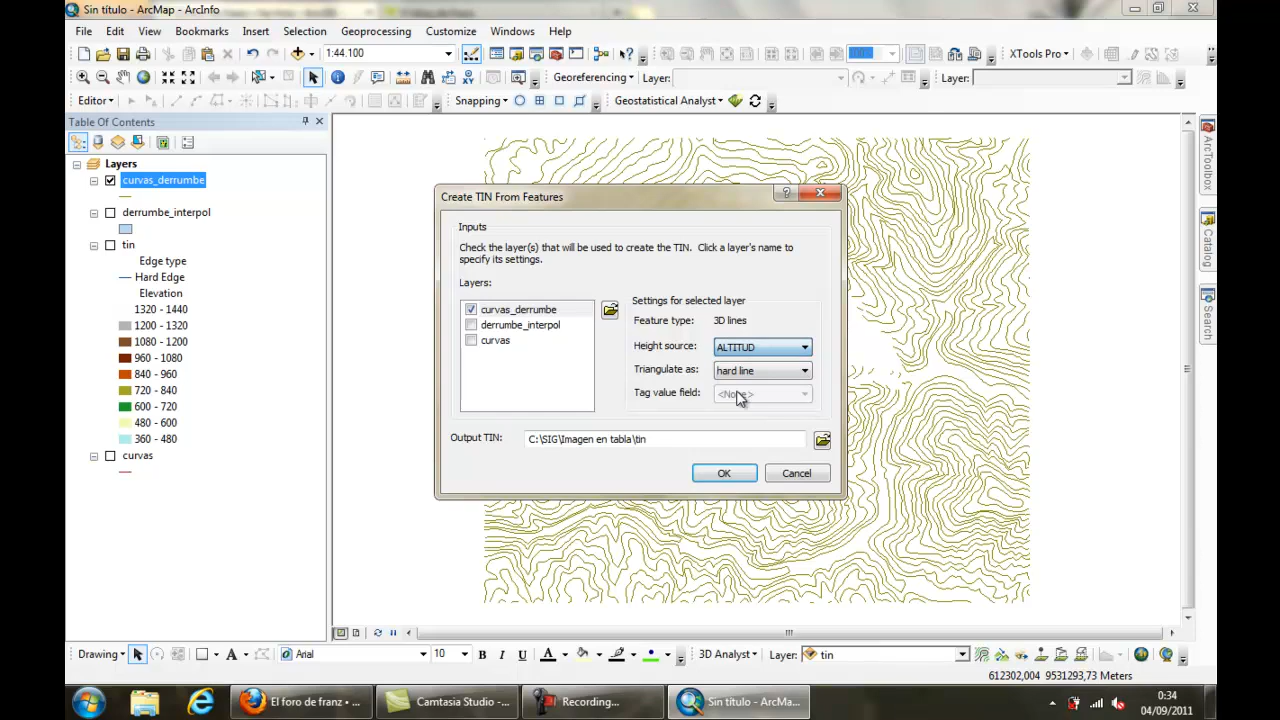 Sin título - ArcMap - ArcInfo
File Edit View Bookmarks Insert Selection Geoprocessing Customize Windows Help
1:44.100 XTools Pro
Georeferencing Layer: Layer:
Editor Snapping Geostatistical Analyst
Table Of Contents
Layers
curvas_derrumbe
derrumbe_interpol
tin
Edge type
Hard Edge
Elevation
1320 - 1440
1200 - 1320
1080 - 1200
960 - 1080
840 - 960
720 - 840
600 - 720
480 - 600
360 - 480
curvas
Create TIN From Features
Inputs
Check the layer(s) that will be used to create the TIN. Click a layer's name to
specify its settings.
Layers:
curvas_derrumbe
derrumbe_interpol
curvas
Settings for selected layer
Feature type: 3D lines
Height source: ALTITUD
Triangulate as: hard line
Tag value field: <None>
Output TIN: C:\SIG\Imagen en tabla\tin
OK Cancel
ArcToolbox
Catalog
Search
Drawing Arial 10 B I U A 3D Analyst Layer: tin
612302,004 9531293,73 Meters
El foro de franz •...
Camtasia Studio -...
Recording...
Sin título - ArcMa...
0:34
04/09/2011